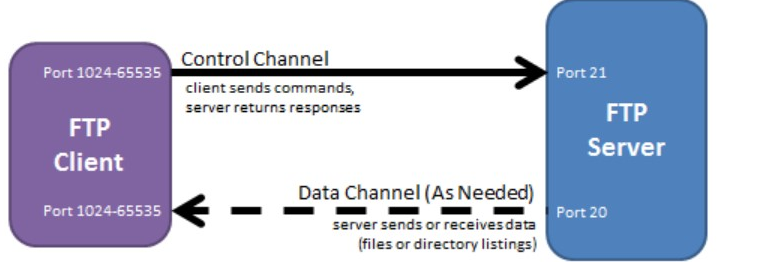 Control Channel
Port 1024-65535
Port 21
client sends commands,
server returns responses
FTP
Client
FTP
Server
Data Channel (As Needed)
Port 1024-65535
Port 20
server sends or receives data
(files or directory listings)